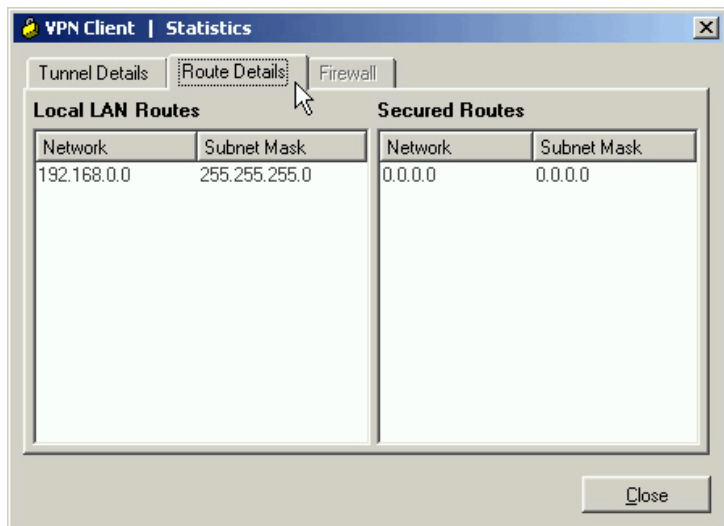 VPN Client | Statistics
Tunnel Details Route Details Firewall
Local LAN Routes Secured Routes
Network Subnet Mask Network Subnet Mask
192.168.0.0 255.255.255.0 0.0.0.0 0.0.0.0
Close